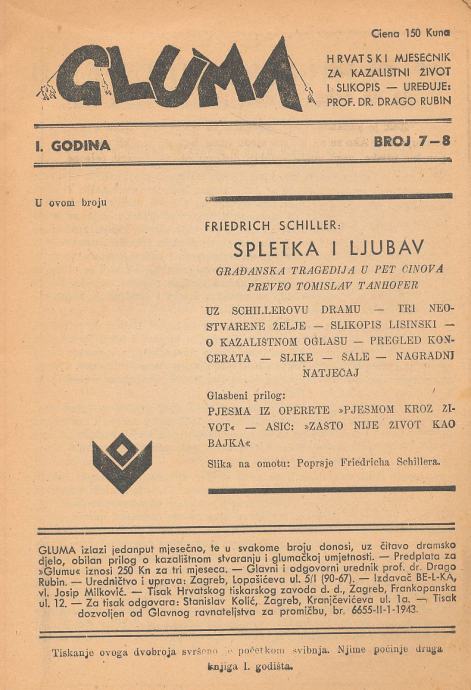 Ciena 150 Kuna
GLUMA
HRVATSKI MJESEČNIK
ZA KAZALISTNI ŽIVOT
I SLIKOPIS — UREĐUJE:
PROF. DR. DRAGO RUBIN
I. GODINA
BROJ 7–8
U ovom broju
FRIEDRICH SCHILLER:
SPLETKA I LJUBAV
GRAĐANSKA TRAGEDIJA U PET CINOVA
PREVEO TOMISLAV TANHOFER
UZ SCHILLEROVU DRAMU — TRI NEO-
STVARENE ŽELJE — SLIKOPIS LISINSKI —
O KAZALISTNOM OGLASU — PREGLED KON-
CERATA — SLIKE — ŠALE — NAGRADNI
NATJEČAJ
Glasbeni prilog:
PJESMA IZ OPERETE »PJESMOM KROZ ŽI-
VOT« — ASIĆ: »ZAŠTO NIJE ŽIVOT KAO
BAJKA«
Slika na omotu: Poprsje Friedricha Schillera.
GLUMA izlazi jedanput mjesečno, te u svakome broju donosi, uz čitavo dramsko
djelo, obilan prilog o kazalištnom stvaranju i glumačkoj umjetnosti. — Predplata za
»Glumu« iznosi 250 Kn za tri mjeseca. — Glavni i odgovorni urednik prof. dr. Drago
Rubin. — Uredničtvo i uprava: Zagreb, Lopašićeva ul. 5/I (90-67). — Izdavač BE-L-KA,
vl. Josip Milković. — Tisak Hrvatskog tiskarskog zavoda d. d., Zagreb, Frankopanska
ul. 12. — Za tisak odgovara: Stanislav Kolić, Zagreb, Kranjčevićeva ul. 1a. — Tisak
dozvoljen od Glavnog ravnateljstva za promičbu, br. 6655-II-1-1943.
Tiskanje ovoga dvobroja svršeno je početkom svibnja. Njime počinje druga
knjiga I. godišta.